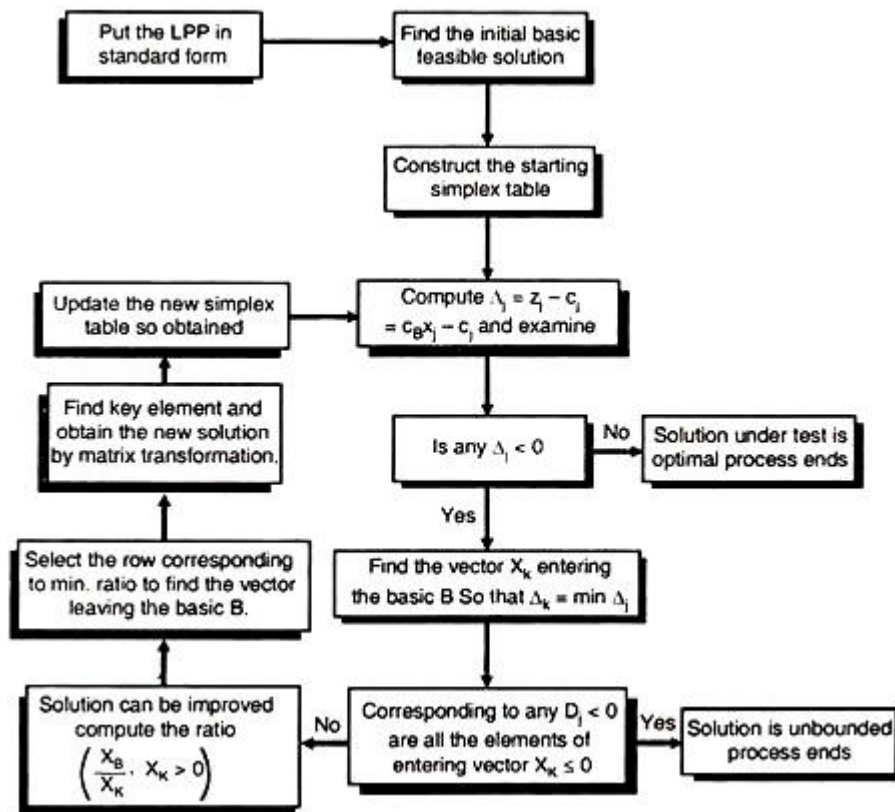 Put the LPP in
standard form
Find the initial basic
feasible solution
Construct the starting
simplex table
Update the new simplex
table so obtained
Compute Δj = zj – cj
= cBxj – cj and examine
Find key element and
obtain the new solution
by matrix transformation.
Is any Δj < 0
No
Solution under test is
optimal process ends
Yes
Select the row corresponding
to min. ratio to find the vector
leaving the basic B.
Find the vector XK entering
the basic B So that Δk = min Δj
Solution can be improved
compute the ratio
(XB/XK, XK > 0)
No
Corresponding to any Dj < 0
are all the elements of
entering vector XK ≤ 0
Yes
Solution is unbounded
process ends